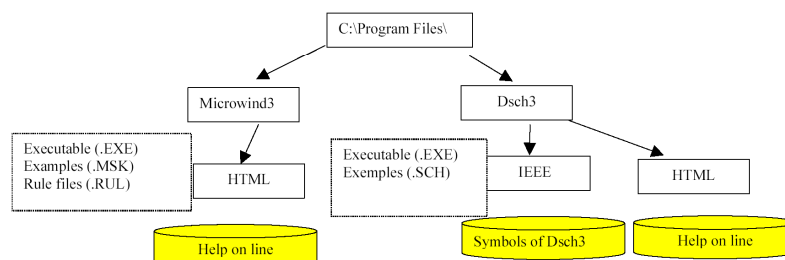 C:\Program Files\
Microwind3
Dsch3
Executable (.EXE)
Examples (.MSK)
Rule files (.RUL)
HTML
Executable (.EXE)
Exemples (.SCH)
IEEE
HTML
Help on line
Symbols of Dsch3
Help on line